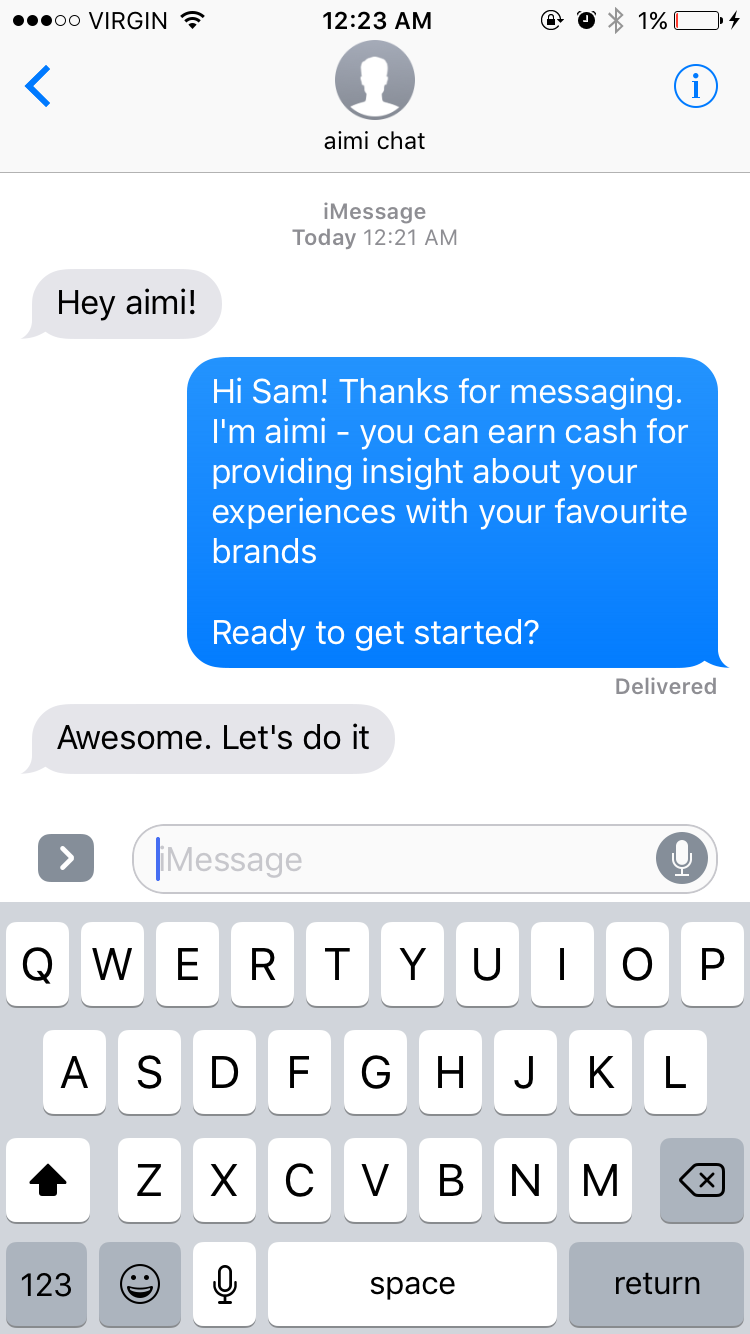 VIRGIN 12:23 AM 1%
aimi chat
iMessage
Today 12:21 AM
Hey aimi!
Hi Sam! Thanks for messaging.
I'm aimi - you can earn cash for
providing insight about your
experiences with your favourite
brands
Ready to get started?
Delivered
Awesome. Let's do it
iMessage
Q W E R T Y U I O P
A S D F G H J K L
Z X C V B N M
123 space return